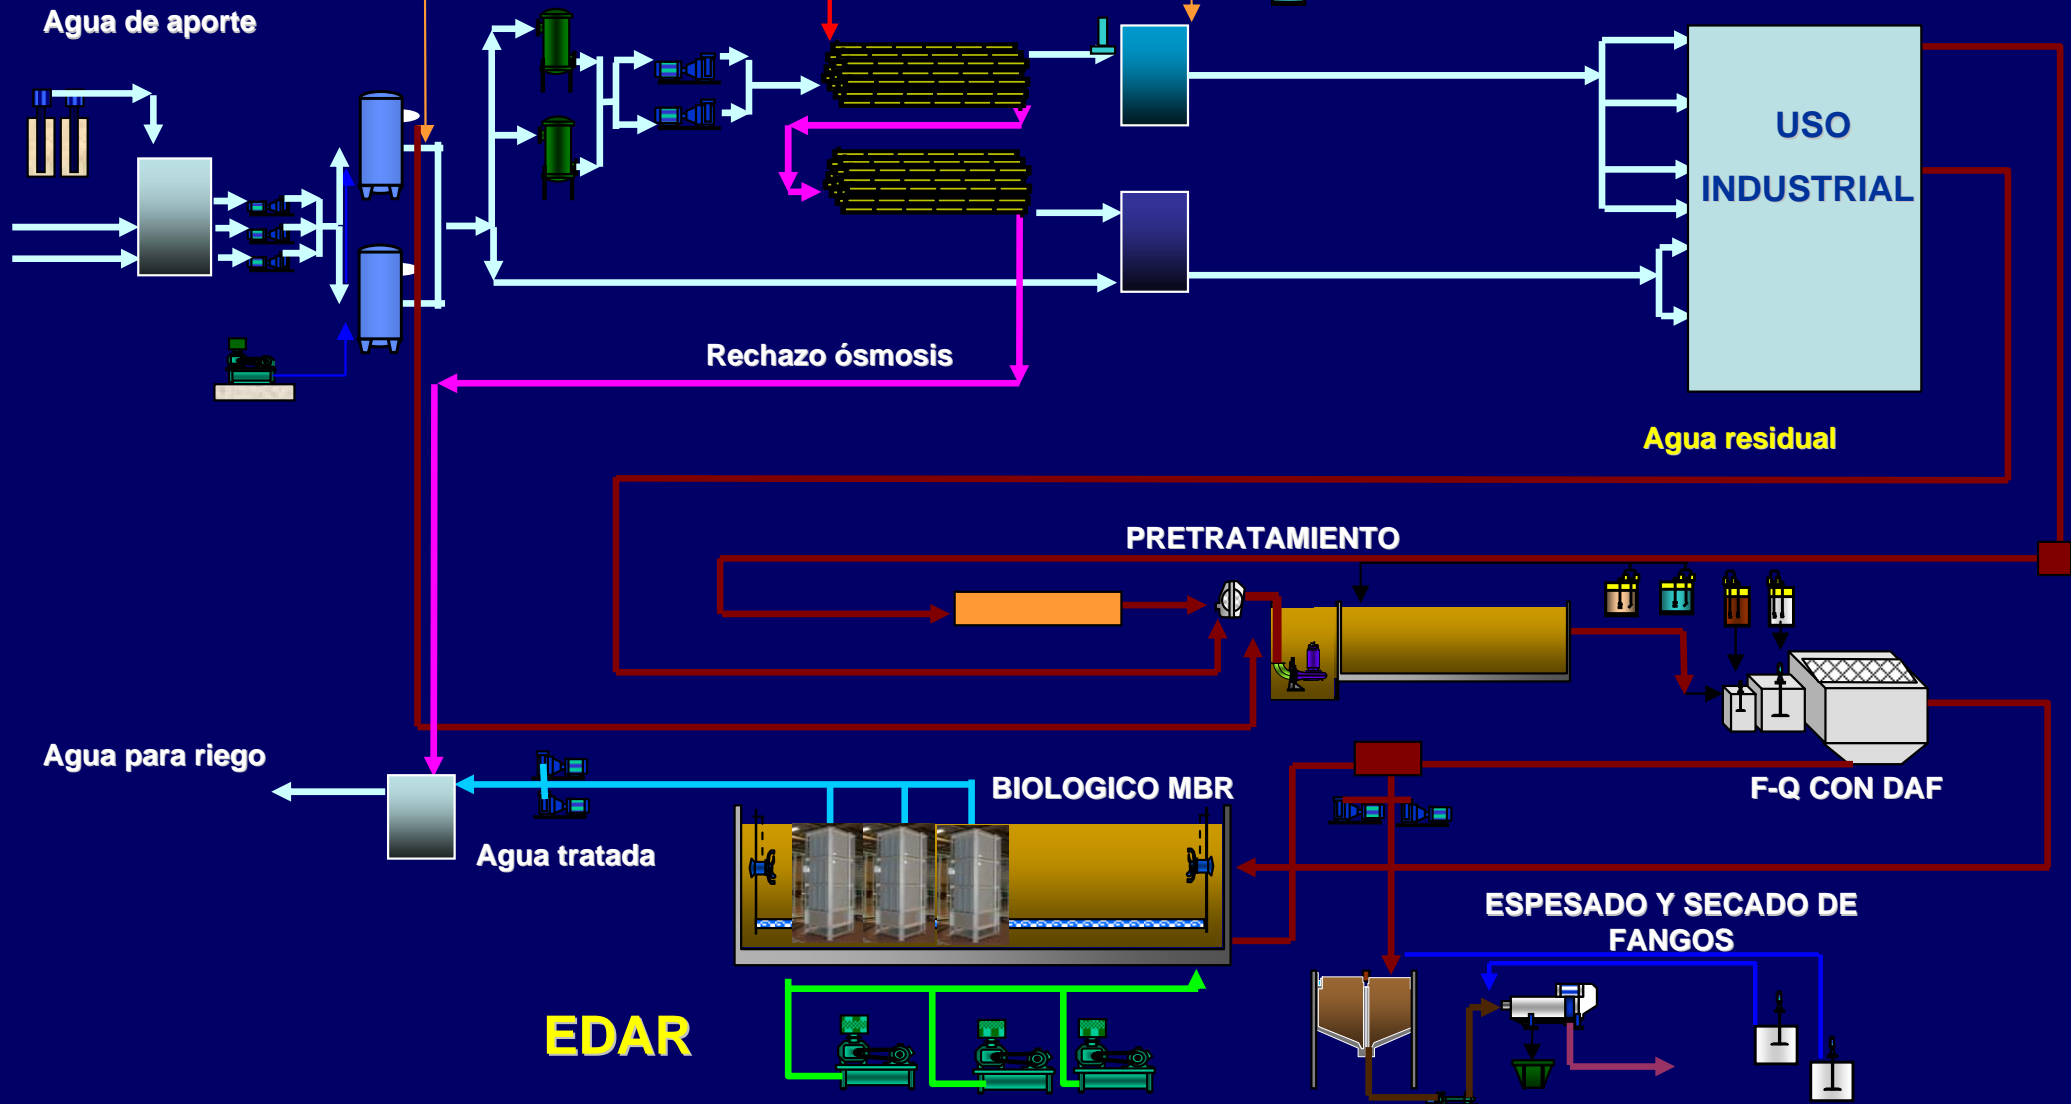 Agua de aporte
USO
INDUSTRIAL
Rechazo ósmosis
Agua residual
PRETRATAMIENTO
Agua para riego
BIOLOGICO MBR
F-Q CON DAF
Agua tratada
ESPESADO Y SECADO DE
FANGOS
EDAR